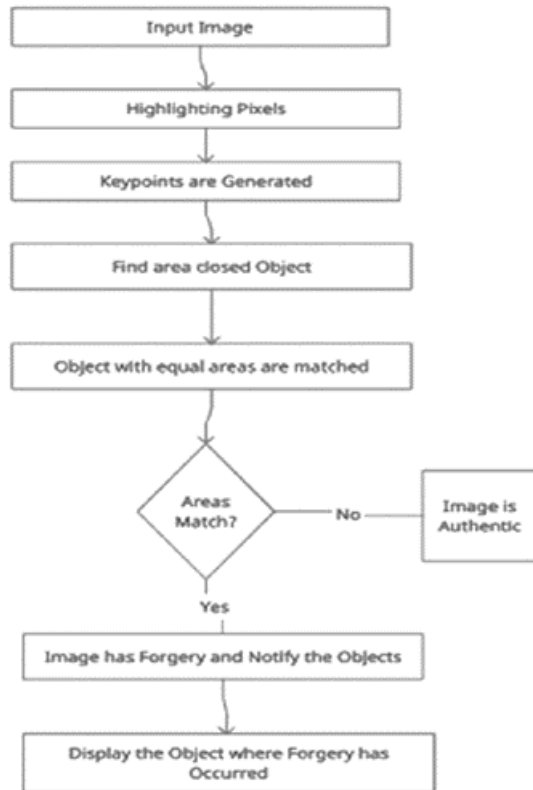 Input Image
Highlighting Pixels
Keypoints are Generated
Find area closed Object
Object with equal areas are matched
Areas
Match?
No
Image is
Authentic
Yes
Image has Forgery and Notify the Objects
Display the Object where Forgery has
Occurred